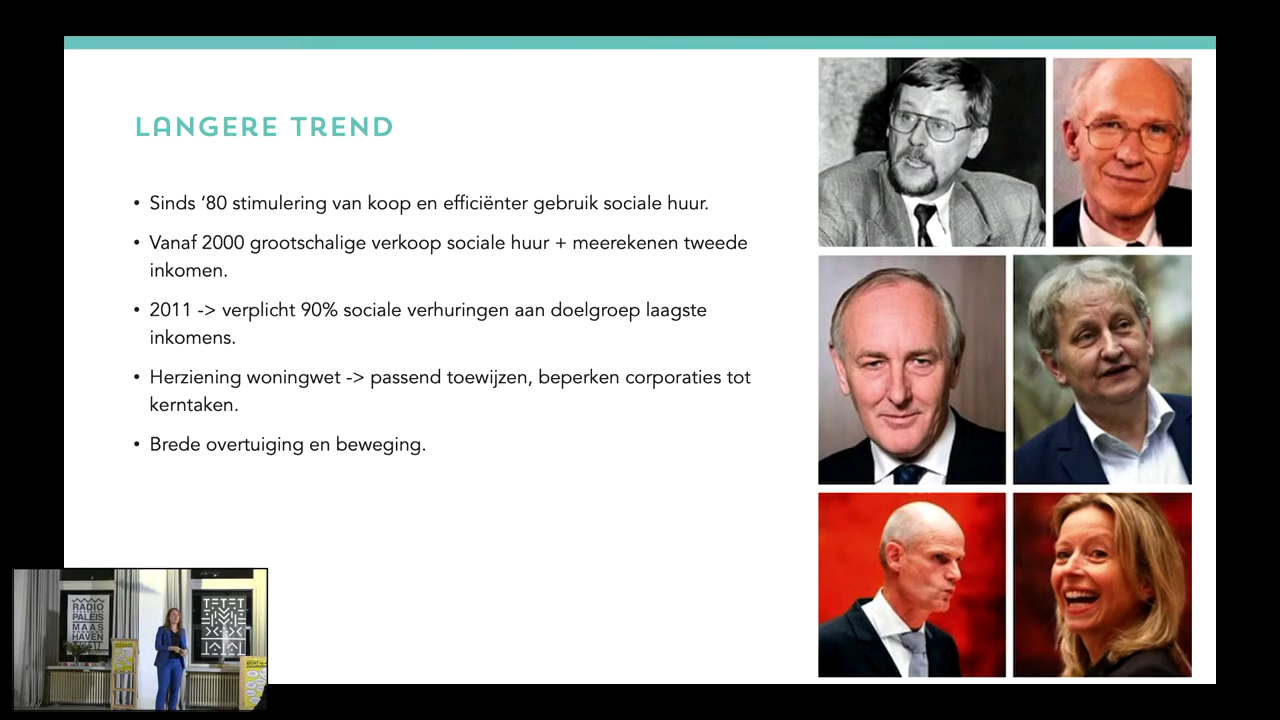 LANGERE TREND
• Sinds ‘80 stimulering van koop en efficiënter gebruik sociale huur.
• Vanaf 2000 grootschalige verkoop sociale huur + meerekenen tweede
inkomen.
• 2011 -> verplicht 90% sociale verhuringen aan doelgroep laagste
inkomens.
• Herziening woningwet -> passend toewijzen, beperken corporaties tot
kerntaken.
• Brede overtuiging en beweging.
RADIO
PALEIS
MAAS
HAVEN